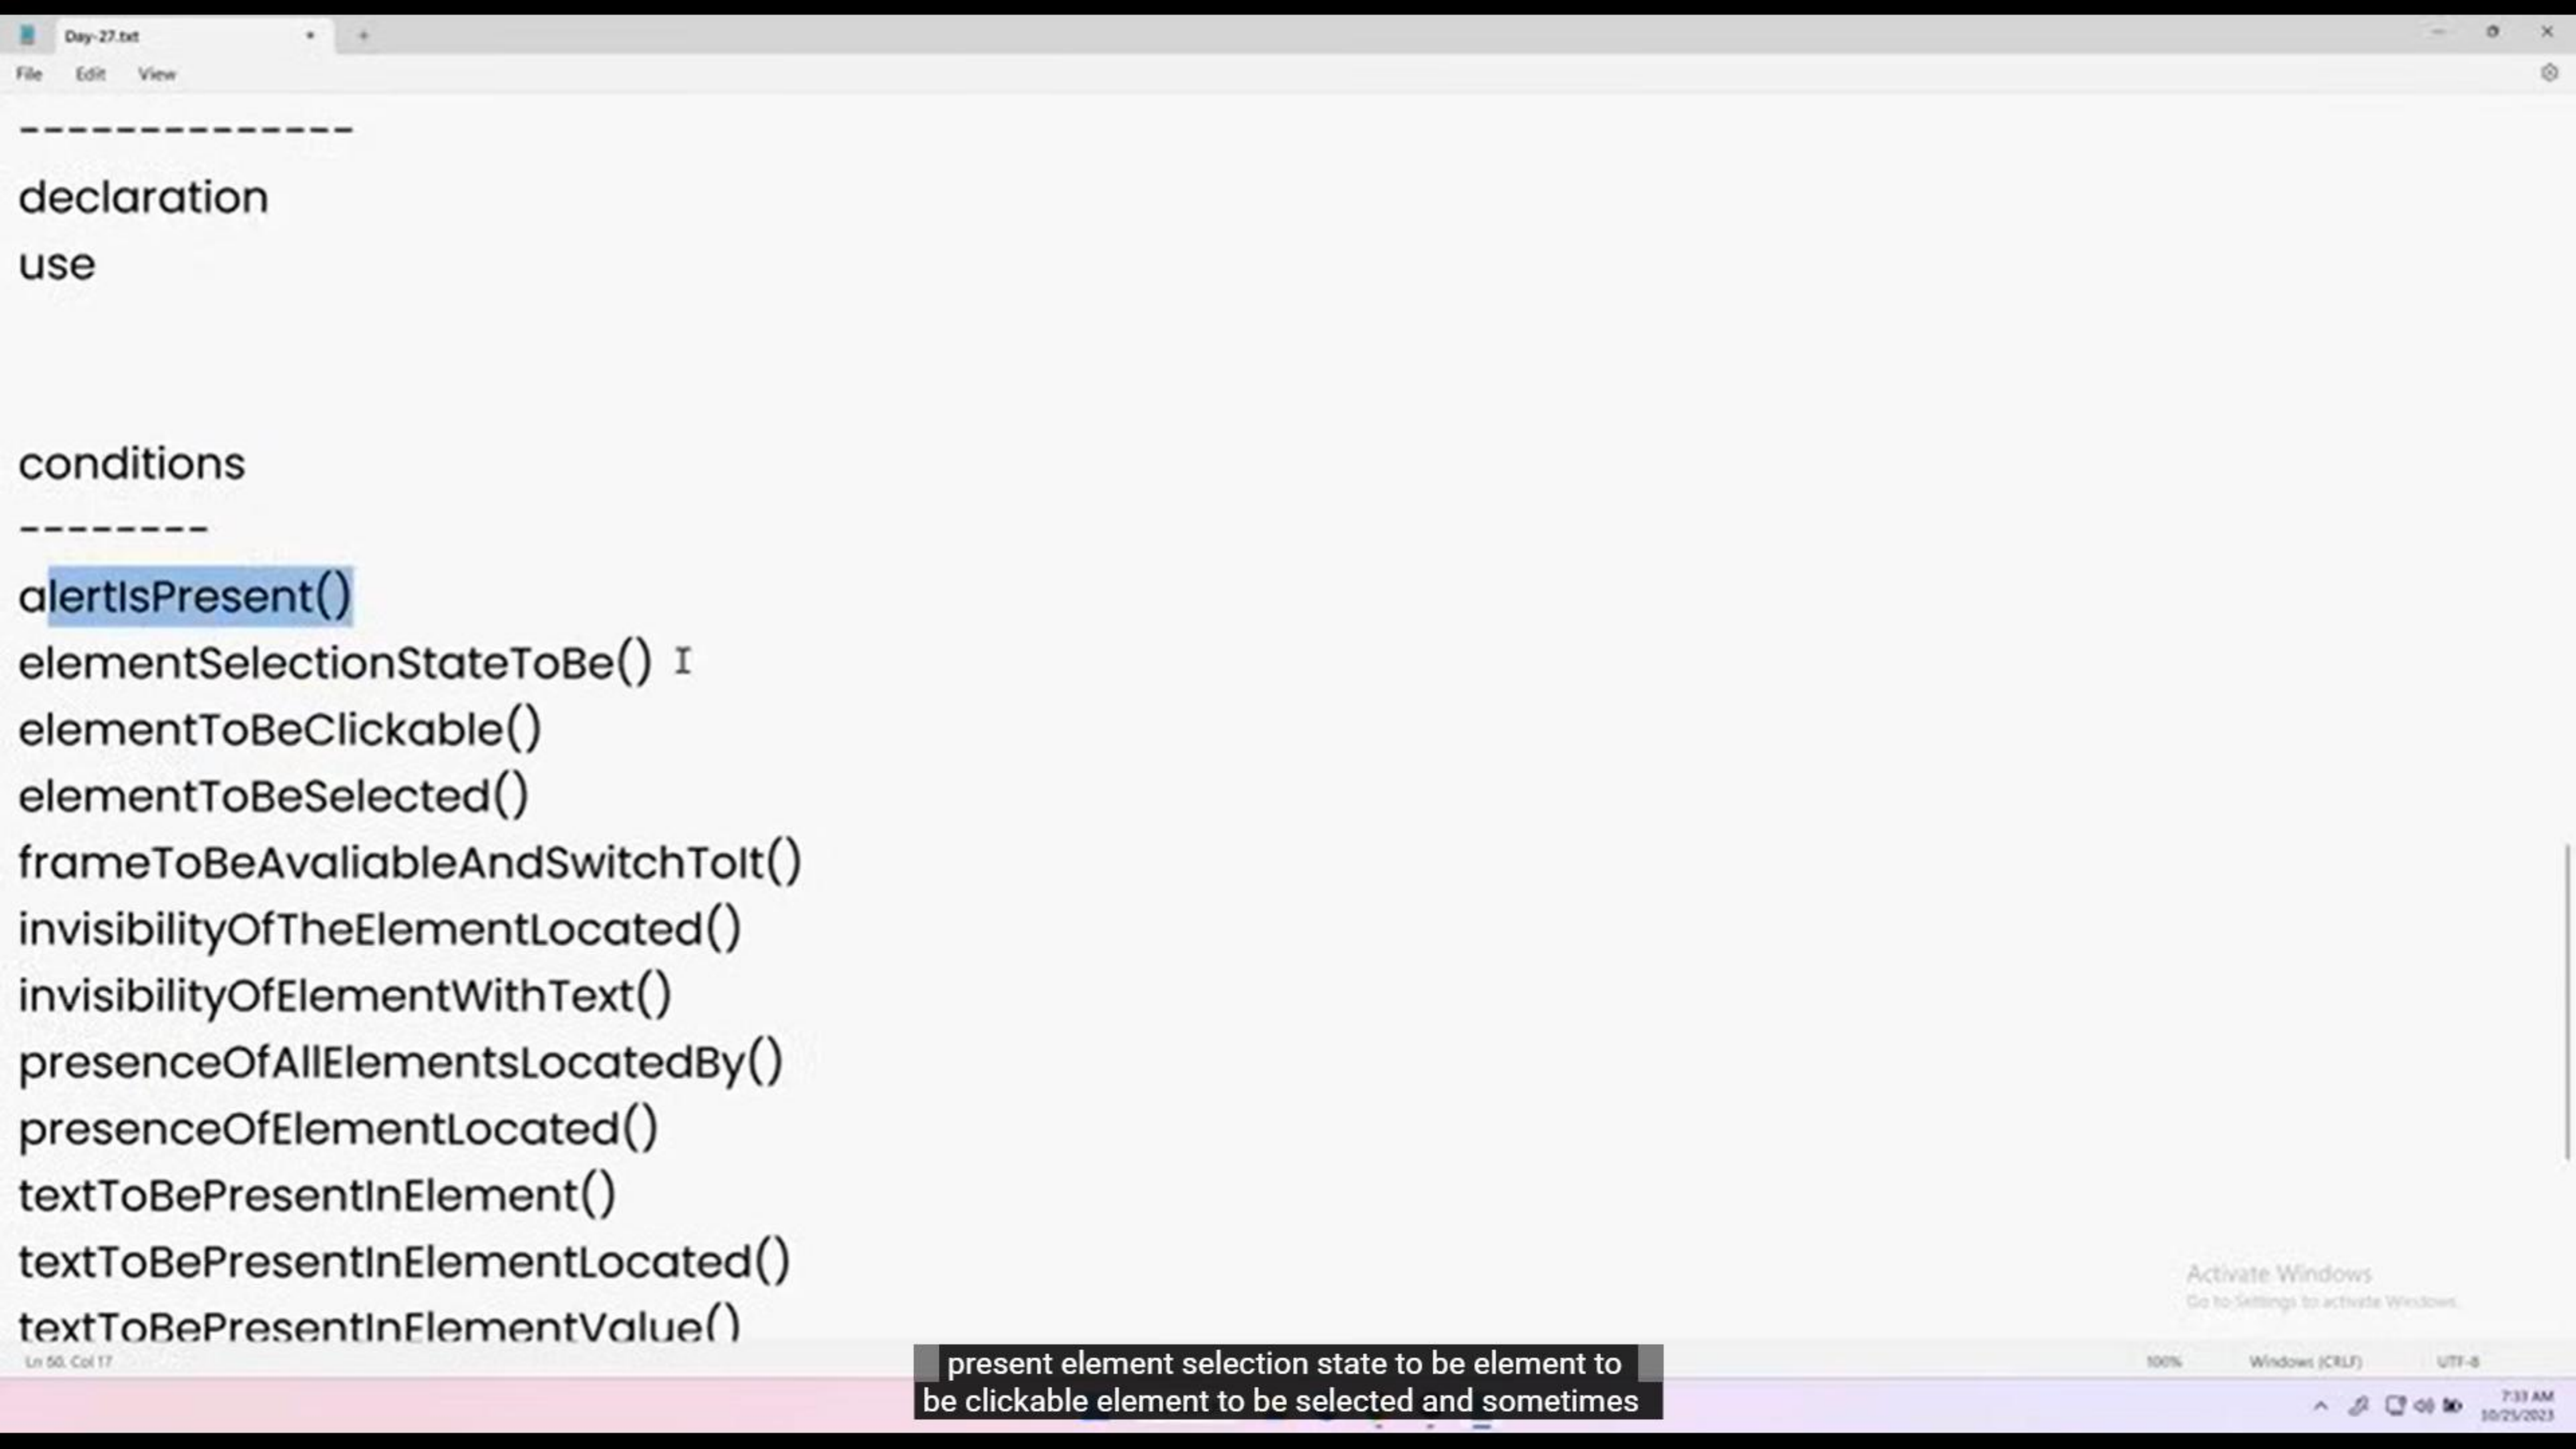 Day-27.txt
File Edit View
--------------
declaration
use
conditions
--------
alertIsPresent()
elementSelectionStateToBe()
elementToBeClickable()
elementToBeSelected()
frameToBeAvaliableAndSwitchToIt()
invisibilityOfTheElementLocated()
invisibilityOfElementWithText()
presenceOfAllElementsLocatedBy()
presenceOfElementLocated()
textToBePresentInElement()
textToBePresentInElementLocated()
textToBePresentInElementValue()
Activate Windows
Go to Settings to activate Windows.
Ln 50, Col 17 100% Windows (CRLF) UTF-8
present element selection state to be element to
be clickable element to be selected and sometimes
7:33 AM
10/25/2023